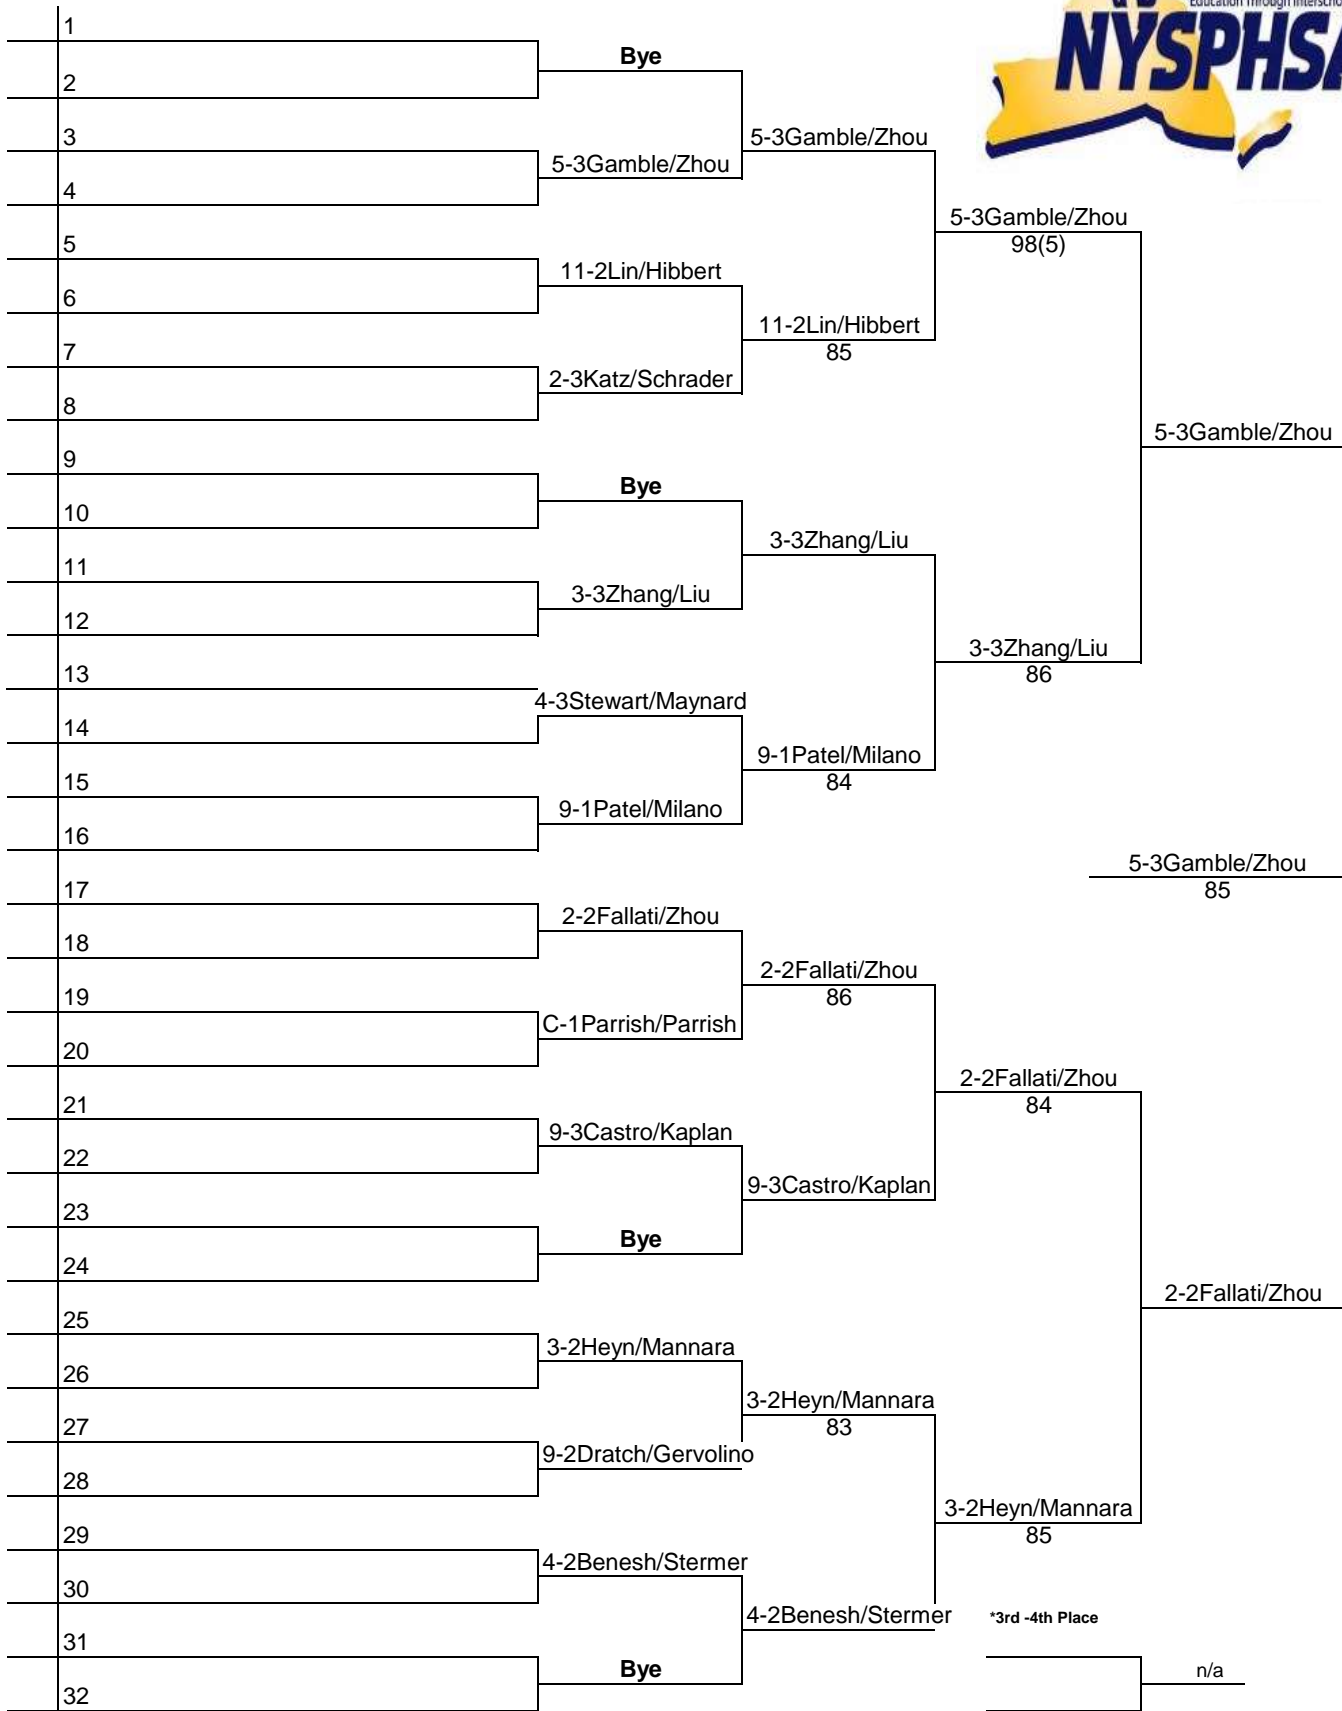 Education Through Interscho
NYSPHSA
1
Bye
2
3
5-3Gamble/Zhou
5-3Gamble/Zhou
4
5-3Gamble/Zhou
5
98(5)
11-2Lin/Hibbert
6
11-2Lin/Hibbert
7
85
2-3Katz/Schrader
8
5-3Gamble/Zhou
9
Bye
10
3-3Zhang/Liu
11
3-3Zhang/Liu
12
3-3Zhang/Liu
13
86
4-3Stewart/Maynard
14
9-1Patel/Milano
15
84
9-1Patel/Milano
16
5-3Gamble/Zhou
17
85
2-2Fallati/Zhou
18
2-2Fallati/Zhou
19
86
C-1Parrish/Parrish
20
2-2Fallati/Zhou
21
84
9-3Castro/Kaplan
22
9-3Castro/Kaplan
23
Bye
24
2-2Fallati/Zhou
25
3-2Heyn/Mannara
26
3-2Heyn/Mannara
27
83
9-2Dratch/Gervolino
28
3-2Heyn/Mannara
29
85
4-2Benesh/Stermer
30
4-2Benesh/Stermer
*3rd -4th Place
31
Bye
n/a
32